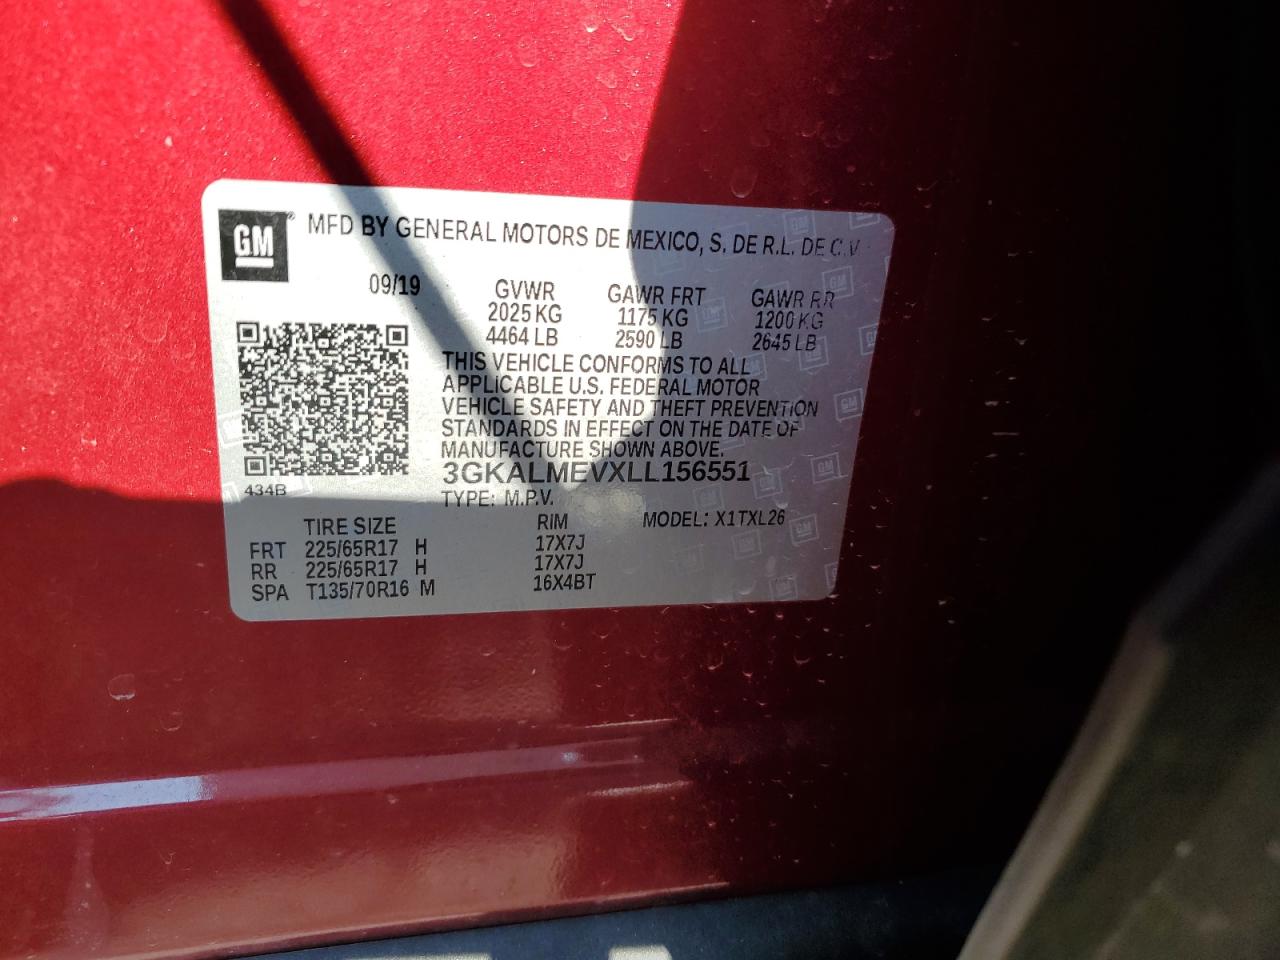 GM ® MFD BY GENERAL MOTORS DE MEXICO, S. DE R.L. DE C.V
09/19 GVWR GAWR FRT GAWR RR
2025 KG 1175 KG 1200 KG
4464 LB 2590 LB 2645 LB
THIS VEHICLE CONFORMS TO ALL
APPLICABLE U.S. FEDERAL MOTOR
VEHICLE SAFETY AND THEFT PREVENTION
STANDARDS IN EFFECT ON THE DATE OF
MANUFACTURE SHOWN ABOVE.
3GKALMEVXLL156551
434B
TYPE: M.P.V.
TIRE SIZE RIM MODEL: X1TXL26
FRT 225/65R17 H 17X7J
RR 225/65R17 H 17X7J
SPA T135/70R16 M 16X4BT